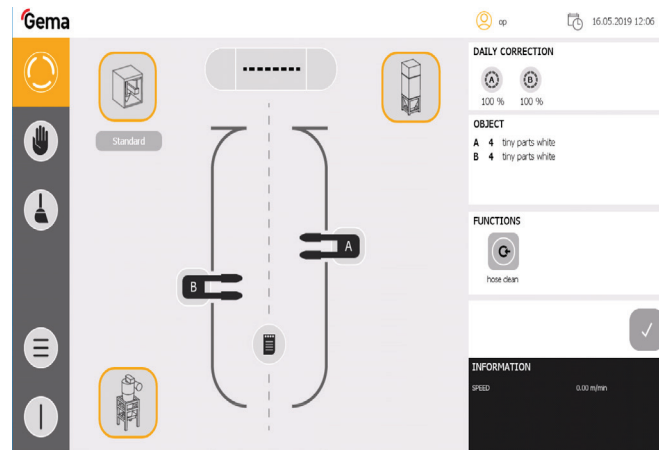 Gema
op
16.05.2019 12:06
Standard
A
B
DAILY CORRECTION
A B
100 % 100 %
OBJECT
A 4 tiny parts white
B 4 tiny parts white
FUNCTIONS
hose clean
INFORMATION
SPEED 0.00 m/min